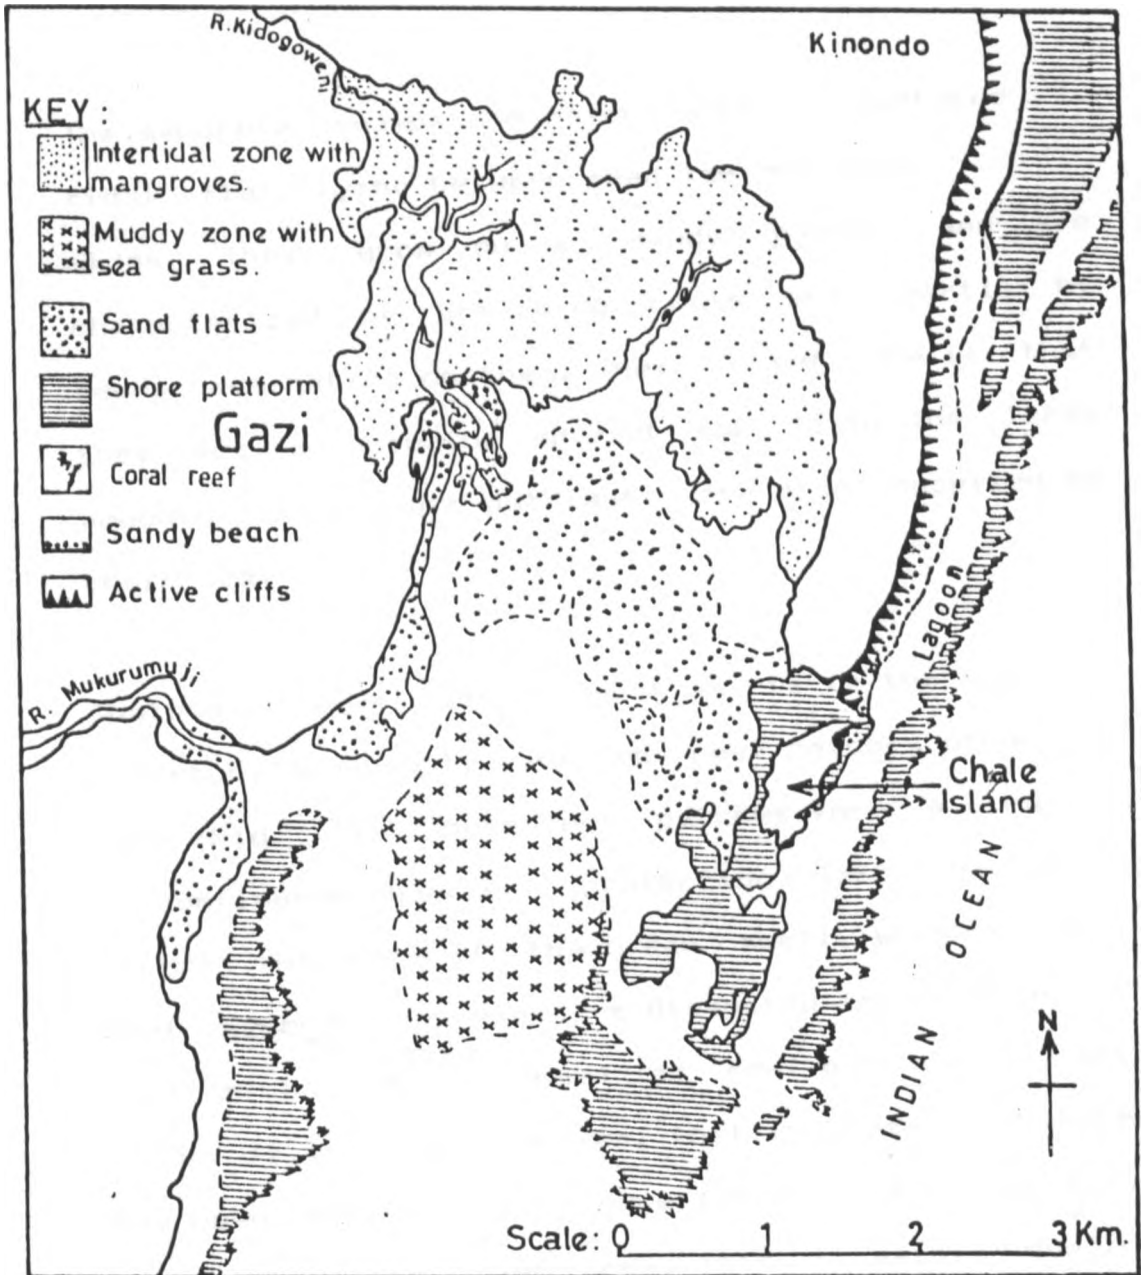 R.Kidogoweni
Kinondo
KEY:
Intertidal zone with
mangroves.
Muddy zone with
sea grass.
Sand flats
Shore platform
Gazi
Coral reef
Sandy beach
Active cliffs
Lagoon
R. Mukurumuji
Chale
Island
INDIAN OCEAN
N
Scale: 0 1 2 3 Km.